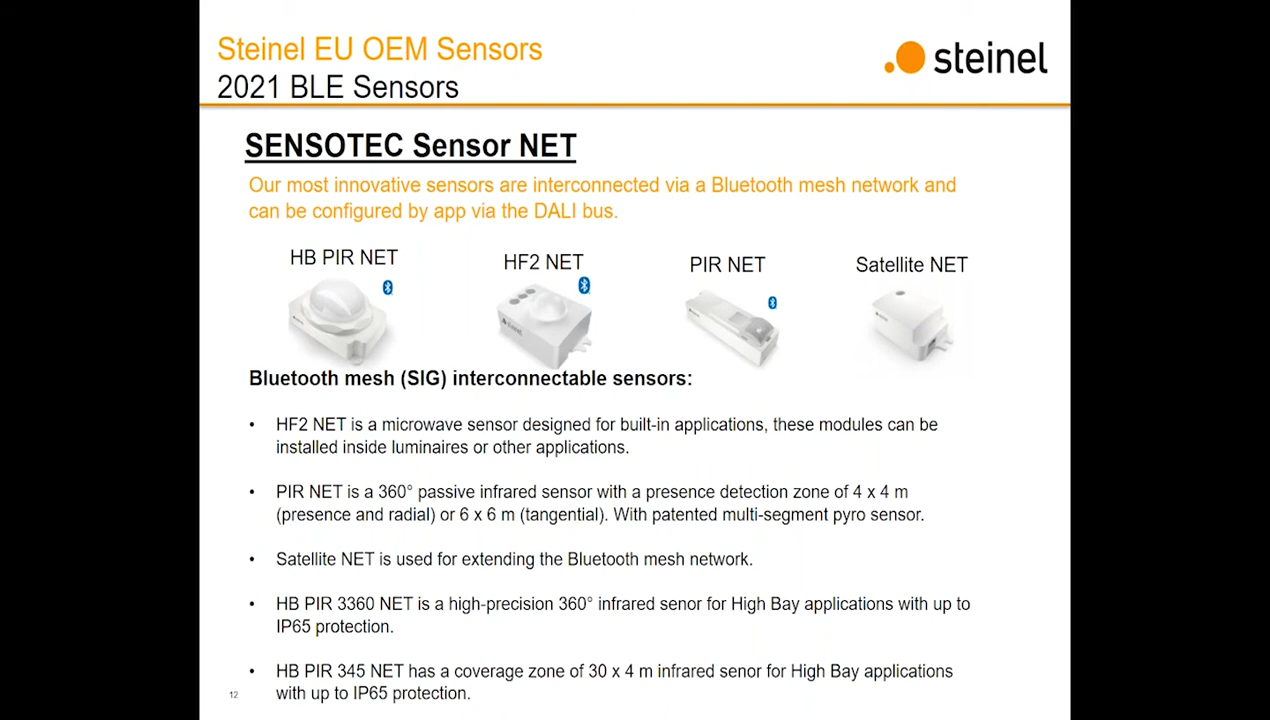 Steinel EU OEM Sensors
2021 BLE Sensors
steinel
SENSOTEC Sensor NET
Our most innovative sensors are interconnected via a Bluetooth mesh network and
can be configured by app via the DALI bus.
HB PIR NET
HF2 NET
PIR NET
Satellite NET
steinel
Bluetooth mesh (SIG) interconnectable sensors:
• HF2 NET is a microwave sensor designed for built-in applications, these modules can be
installed inside luminaires or other applications.
• PIR NET is a 360° passive infrared sensor with a presence detection zone of 4 x 4 m
(presence and radial) or 6 x 6 m (tangential). With patented multi-segment pyro sensor.
• Satellite NET is used for extending the Bluetooth mesh network.
• HB PIR 3360 NET is a high-precision 360° infrared senor for High Bay applications with up to
IP65 protection.
• HB PIR 345 NET has a coverage zone of 30 x 4 m infrared senor for High Bay applications
with up to IP65 protection.
12